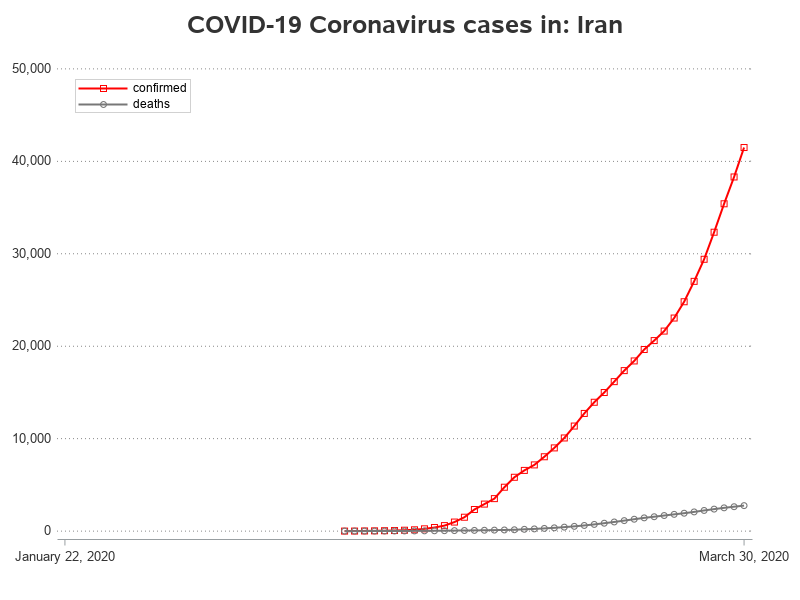 COVID-19 Coronavirus cases in: Iran
50,000
confirmed
deaths
40,000
30,000
20,000
10,000
0
January 22, 2020
March 30, 2020